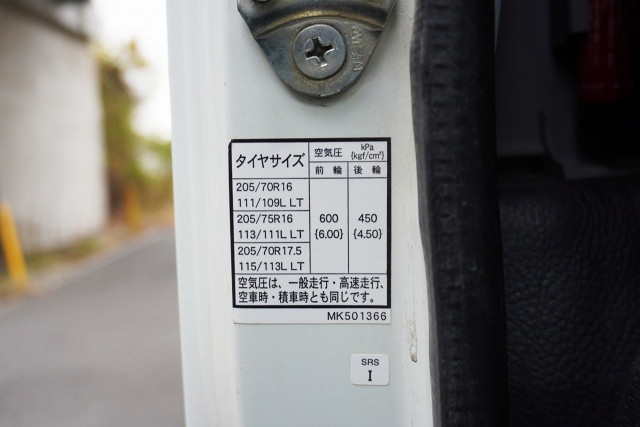 タイヤサイズ 空気圧 kPa {kgf/cm²}
前輪 後輪
205/70R16
111/109L LT
205/75R16 600 450
113/111L LT {6.00} {4.50}
205/70R17.5
115/113L LT
空気圧は、一般走行・高速走行、
空車時・積車時とも同じです。
MK501366
SRS
I